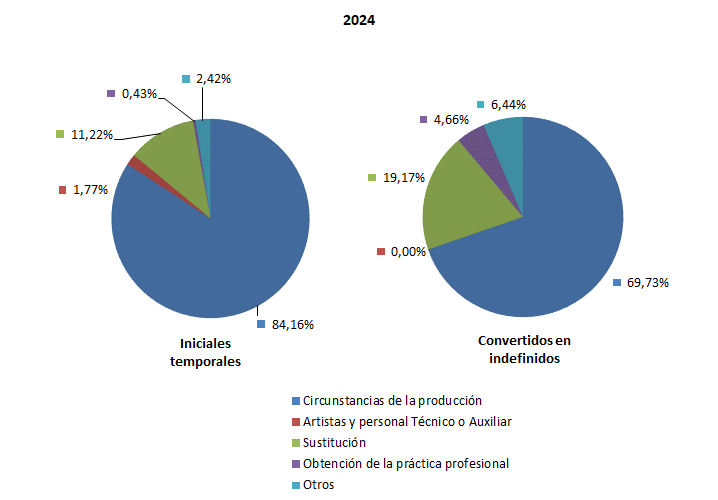 2024
2,42%
0,43%
11,22%
1,77%
84,16%
Iniciales
temporales
6,44%
4,66%
19,17%
0,00%
69,73%
Convertidos en
indefinidos
Circunstancias de la producción
Artistas y personal Técnico o Auxiliar
Sustitución
Obtención de la práctica profesional
Otros